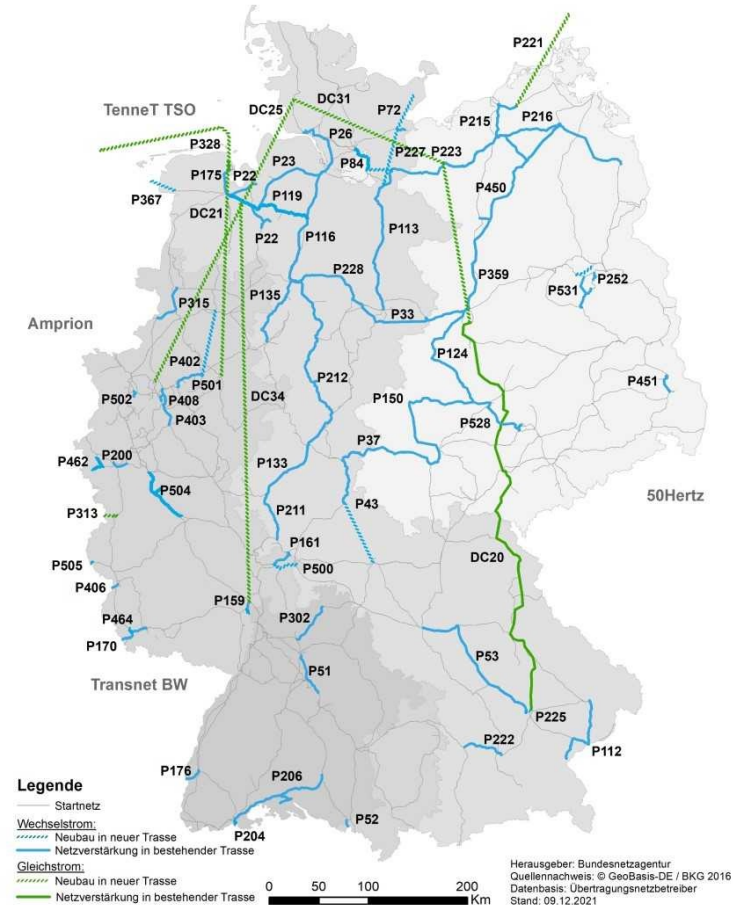 P221
TenneT TSO
DC25
DC31
P72
P215
P216
P328
P26
P227
P223
P175
P22
P23
P84
P450
P367
P119
DC21
P22
P116
P113
P228
P359
P252
P315
P135
P33
P531
Amprion
P402
P124
P501
P212
P451
P502
P408
DC34
P150
P403
P528
P37
P462
P200
P133
P504
P43
50Hertz
P313
P211
P161
DC20
P505
P500
P406
P159
P302
P464
P53
P170
P51
Transnet BW
P225
P222
P112
P176
P206
P204
P52
Legende
Startnetz
Wechselstrom:
Neubau in neuer Trasse
Netzverstärkung in bestehender Trasse
Gleichstrom:
Neubau in neuer Trasse
Netzverstärkung in bestehender Trasse
0 50 100 200
Km
Herausgeber: Bundesnetzagentur
Quellennachweis: © GeoBasis-DE / BKG 2016
Datenbasis: Übertragungsnetzbetreiber
Stand: 09.12.2021